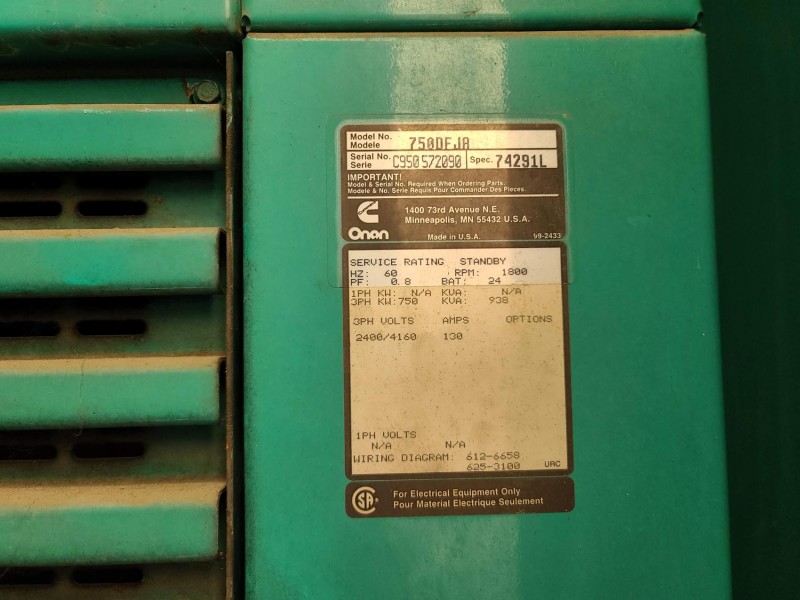 Model No.
Modele 750DFJA
Serial No.
Serie C950572090 Spec. 74291L
IMPORTANT!
Model & Serial No. Required When Ordering Parts.
Modele & No. Serie Requis Pour Commander Des Pieces.
1400 73rd Avenue N.E.
Minneapolis, MN 55432 U.S.A.
Onan Made in U.S.A. 99-2433
SERVICE RATING STANDBY
HZ: 60 RPM: 1800
PF: 0.8 BAT: 24
1PH KW: N/A KVA: N/A
3PH KW:750 KVA: 938
3PH VOLTS AMPS OPTIONS
2400/4160 130
1PH VOLTS
N/A N/A
WIRING DIAGRAM: 612-6658
625-3100 URC
For Electrical Equipment Only
Pour Material Electrique Seulement